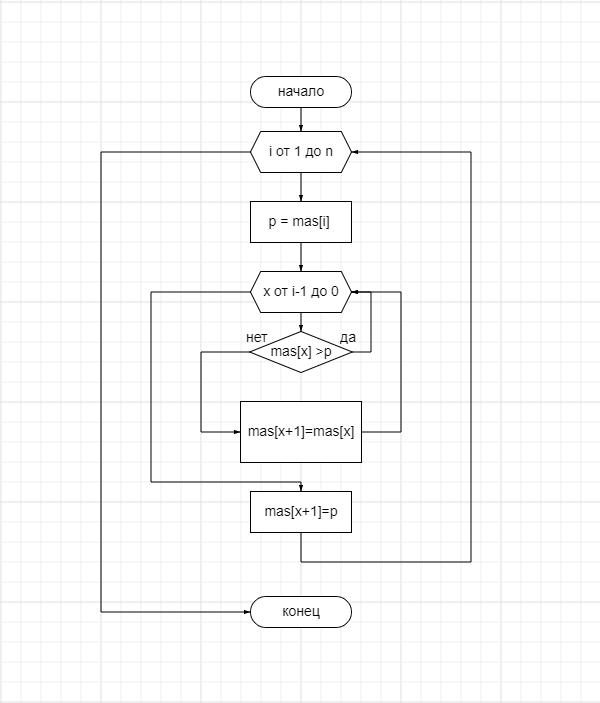 начало
i от 1 до n
p = mas[i]
x от i-1 до 0
нет
да
mas[x] >p
mas[x+1]=mas[x]
mas[x+1]=p
конец